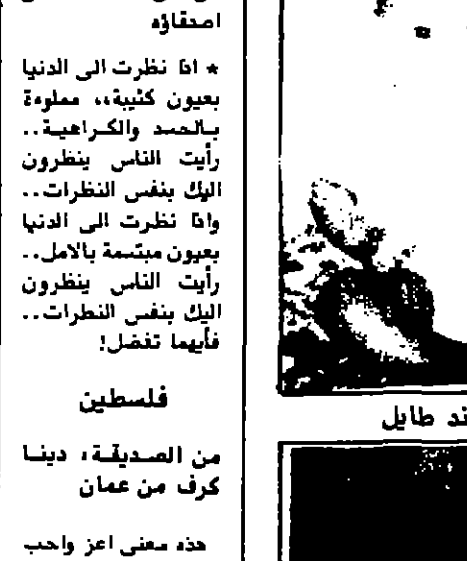 اصدقاؤه
* اذا نظرت الى الدنيا
بعيون كئيبة،، مملوءة
بالحسد والكراهية..
رأيت الناس ينظرون
اليك بنفس النظرات..
واذا نظرت الى الدنيا
بعيون مبتسمة بالامل..
رأيت الناس ينظرون
اليك بنفس النظرات..
فأيهما تفضل!
فلسطين
من الصديقة، دينا
كرف من عمان
هذه معنى اعز واحب
ند طايل